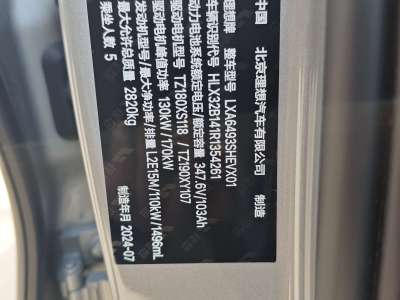 中国 北京理想汽车有限公司 制造
理想牌 整车型号 LXA6493SHEVX01
车辆识别代号 HLX32B141R1354261
动力电池系统额定电压/额定容量 347.6V/103Ah
驱动电机型号 TZ180XS118 / TZ190XY107
驱动电机峰值功率 130kW/170kW
发动机型号/最大净功率/排量 L2E15M/110kW/1496mL
最大允许总质量 2820kg
乘坐人数 5 制造年月 2024-07